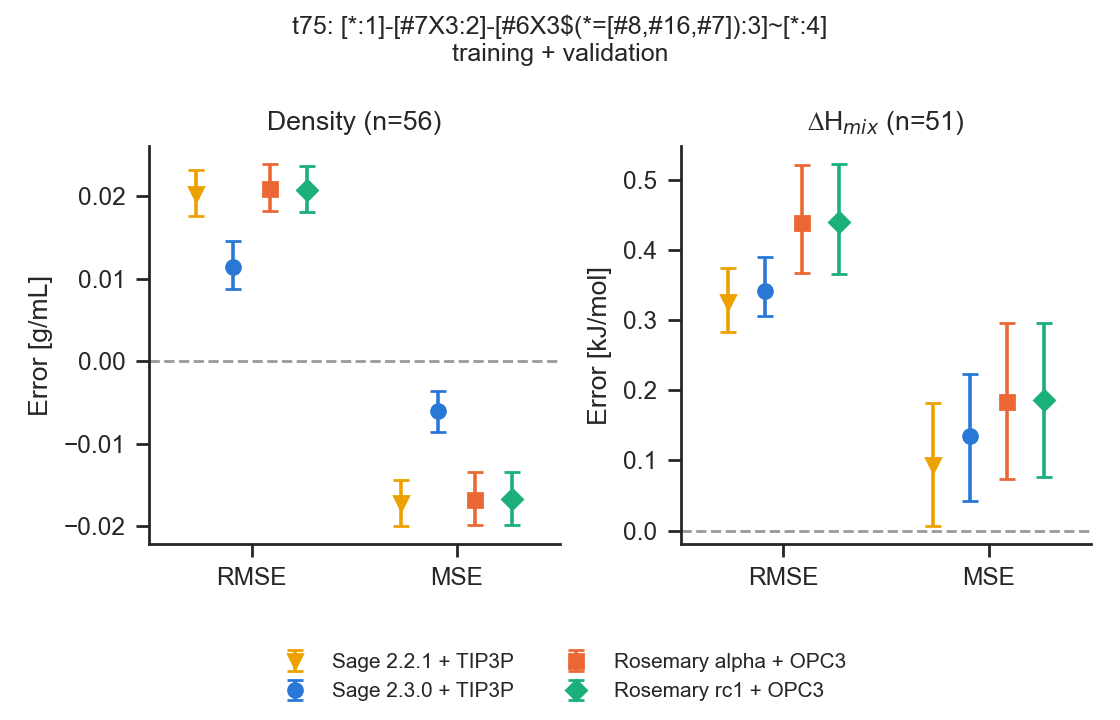 t75: [*:1]-[#7X3:2]-[#6X3$(*=[#8,#16,#7]):3]~[*:4]
training + validation
Density (n=56)
ΔH_mix (n=51)
Error [g/mL]
0.02
0.01
0.00
−0.01
−0.02
RMSE
MSE
Error [kJ/mol]
0.5
0.4
0.3
0.2
0.1
0.0
RMSE
MSE
Sage 2.2.1 + TIP3P
Sage 2.3.0 + TIP3P
Rosemary alpha + OPC3
Rosemary rc1 + OPC3